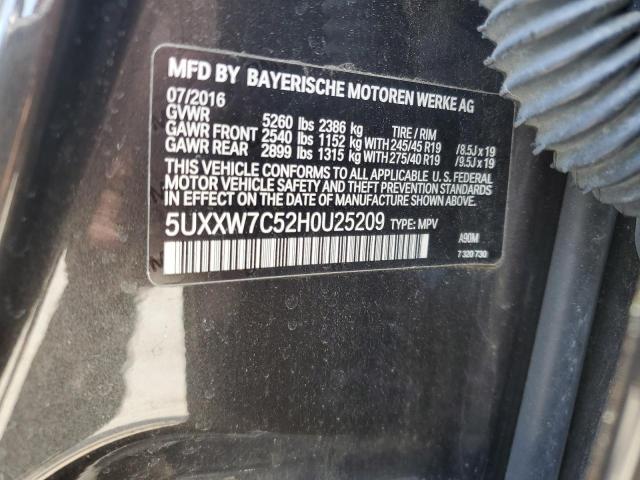 MFD BY BAYERISCHE MOTOREN WERKE AG
07/2016
GVWR 5260 lbs 2386 kg TIRE / RIM
GAWR FRONT 2540 lbs 1152 kg WITH 245/45 R19 /8.5J x 19
GAWR REAR 2899 lbs 1315 kg WITH 275/40 R19 /9.5J x 19
THIS VEHICLE CONFORMS TO ALL APPLICABLE U. S. FEDERAL
MOTOR VEHICLE SAFETY AND THEFT PREVENTION STANDARDS
IN EFFECT ON THE DATE OF MANUFACTURE SHOWN ABOVE.
5UXXW7C52H0U25209 TYPE: MPV
A90M
7 320 730